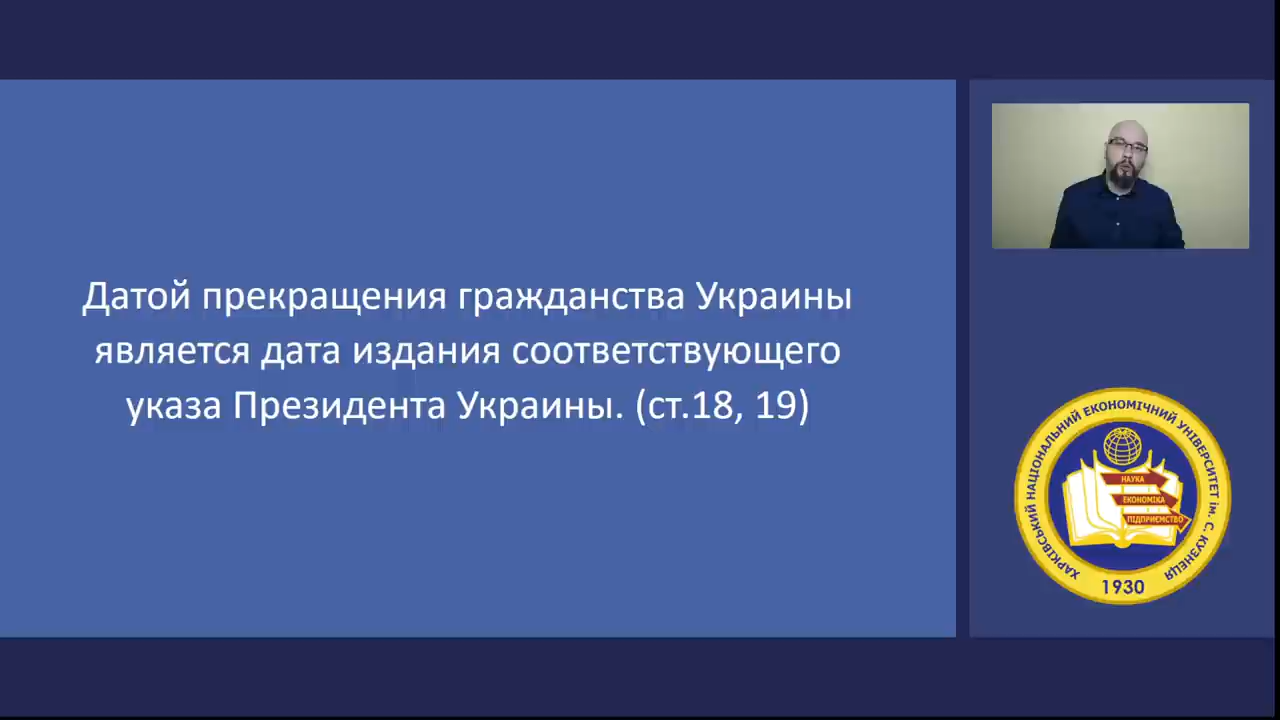 Датой прекращения гражданства Украины
является дата издания соответствующего
указа Президента Украины. (ст.18, 19)
ХАРКІВСЬКИЙ НАЦІОНАЛЬНИЙ ЕКОНОМІЧНИЙ УНІВЕРСИТЕТ ім. С. КУЗНЕЦЯ
НАУКА
ЕКОНОМІКА
ПІДПРИЄМСТВО
1930